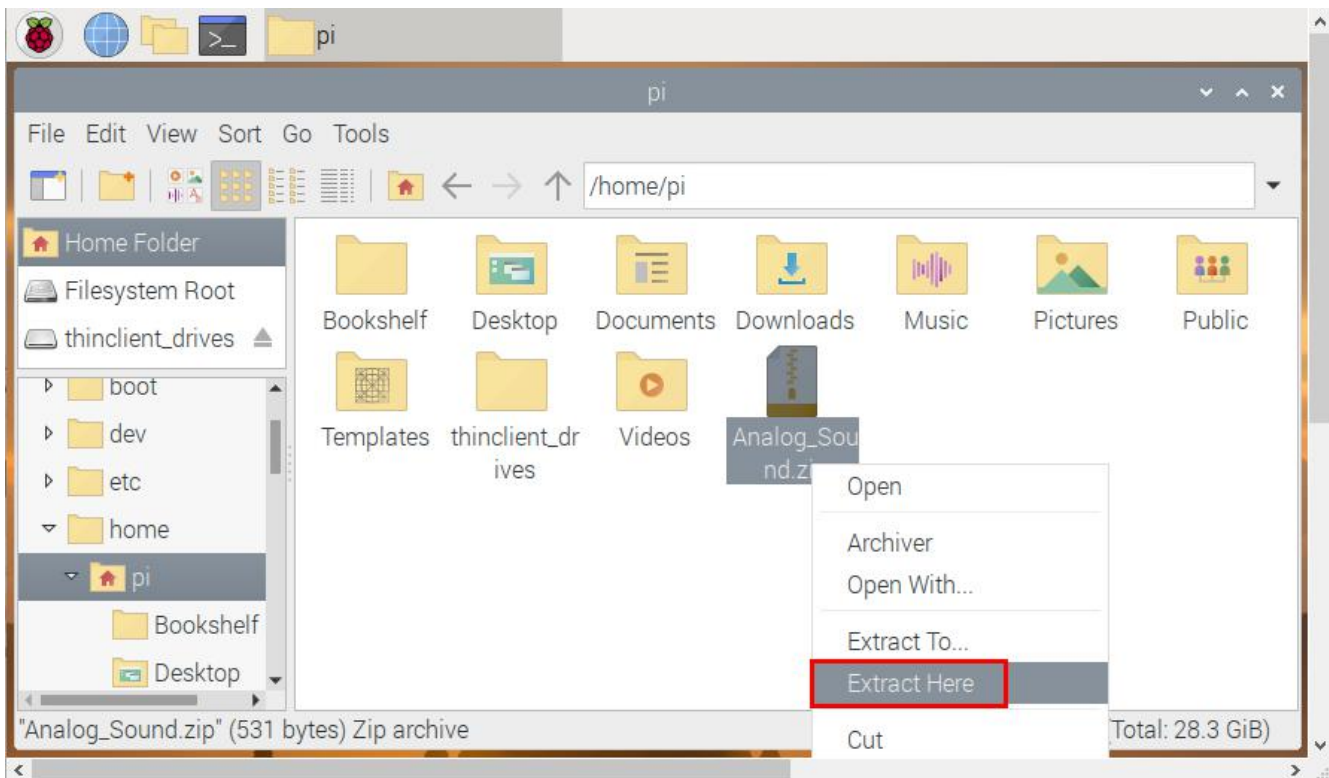 >_
pi
pi
File Edit View Sort Go Tools
/home/pi
Home Folder
Filesystem Root
thinclient_drives
boot
dev
etc
home
pi
Bookshelf
Desktop
Bookshelf Desktop Documents Downloads Music Pictures Public
Templates thinclient_dr Videos Analog_Sou
ives nd.zi
Open
Archiver
Open With...
Extract To...
Extract Here
Cut
"Analog_Sound.zip" (531 bytes) Zip archive
(Total: 28.3 GiB)